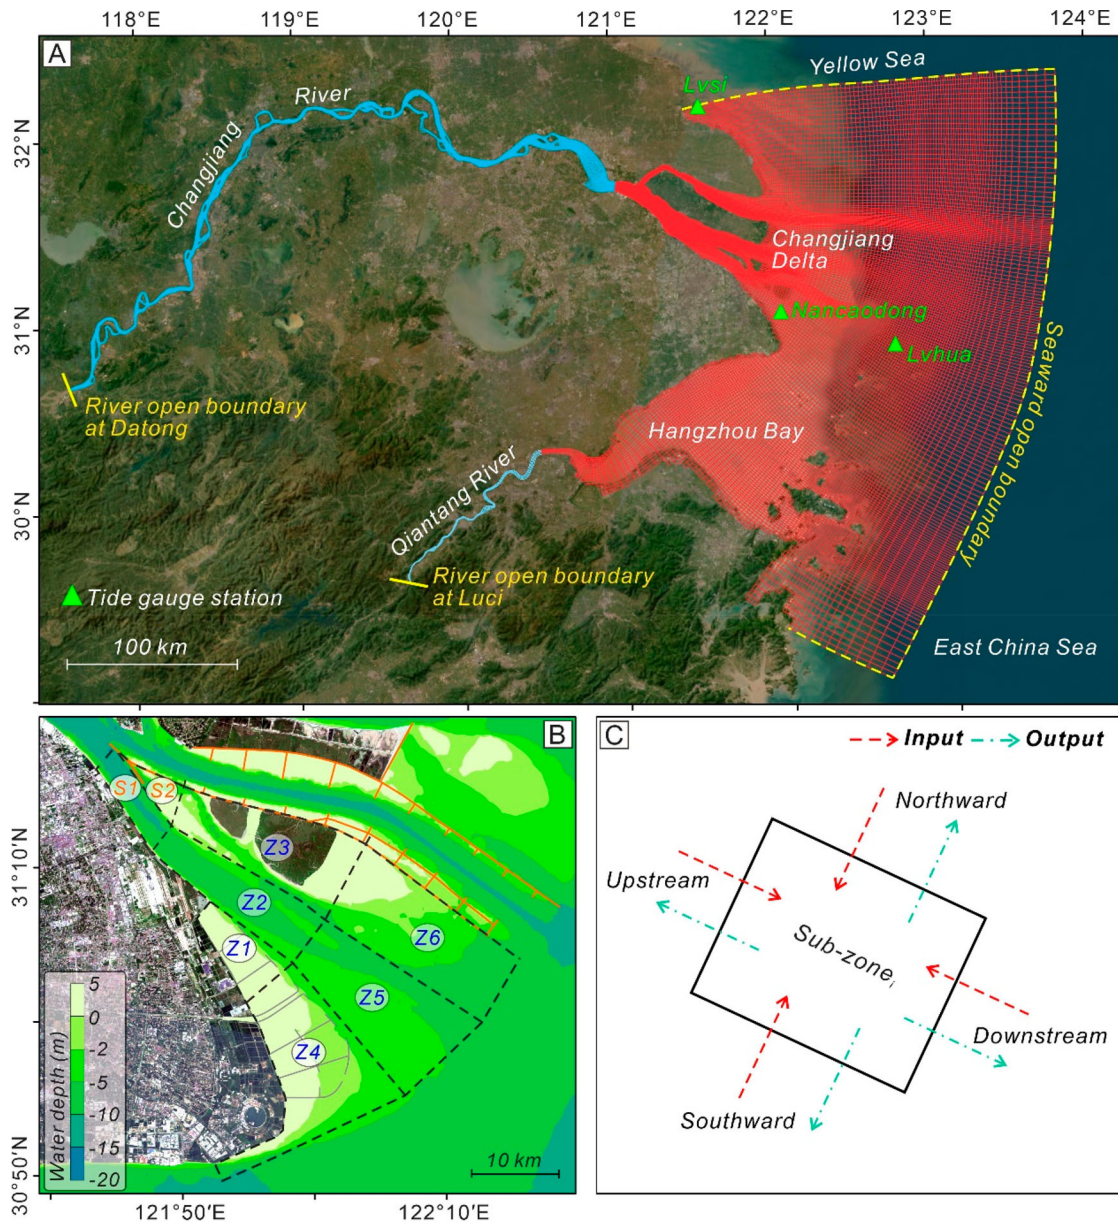 118°E 119°E 120°E 121°E 122°E 123°E 124°E
A
Yellow Sea
Lvsi
River
Changjiang
32°N
Changjiang
Delta
Nancaodong
Lvhua
31°N
River open boundary
at Datong
Hangzhou Bay
Seaward open boundary
Qiantang River
30°N
River open boundary
at Luci
Tide gauge station
100 km
East China Sea
B
S1
S2
Z3
31°10′N
Z2
Z1
Z6
Z5
Z4
Water depth (m)
5
0
-2
-5
-10
-15
-20
10 km
30°50′N
121°50′E 122°10′E
C
Input Output
Northward
Upstream
Sub-zoneᵢ
Downstream
Southward